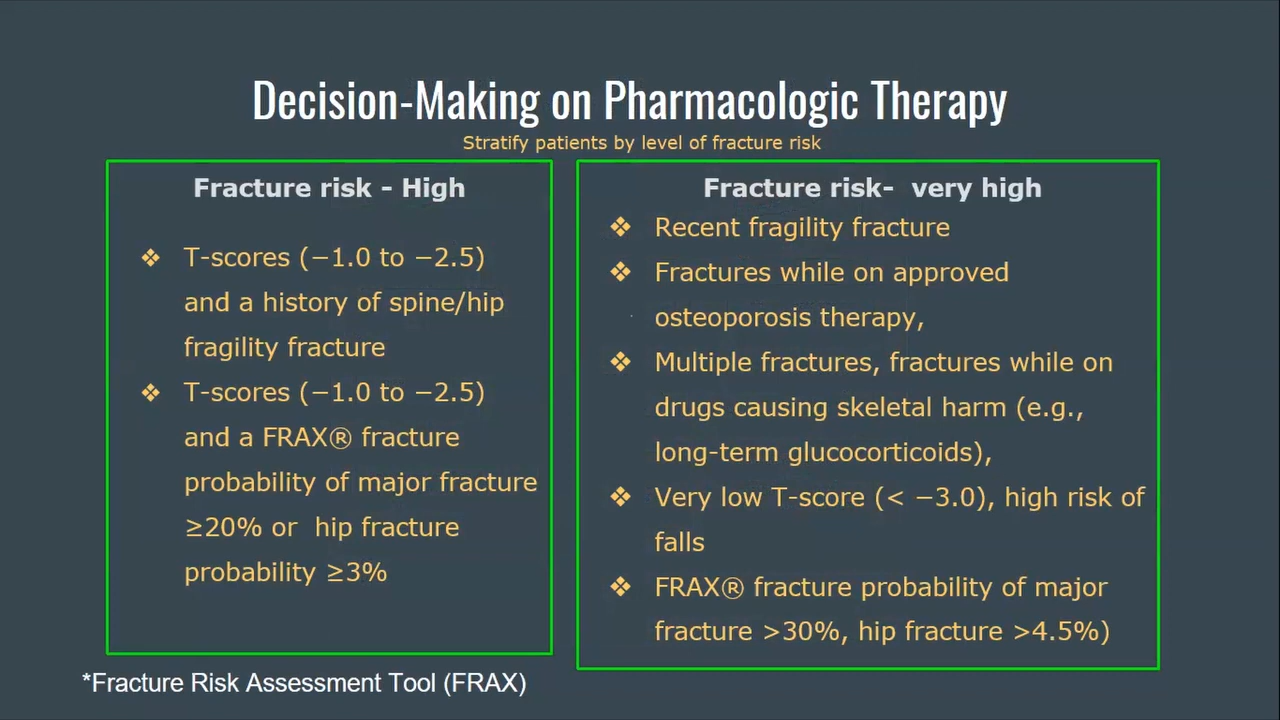 Decision-Making on Pharmacologic Therapy
Stratify patients by level of fracture risk
Fracture risk - High
❖ T-scores (−1.0 to −2.5)
and a history of spine/hip
fragility fracture
❖ T-scores (−1.0 to −2.5)
and a FRAX® fracture
probability of major fracture
≥20% or  hip fracture
probability ≥3%
Fracture risk-  very high
❖ Recent fragility fracture
❖ Fractures while on approved
osteoporosis therapy,
❖ Multiple fractures, fractures while on
drugs causing skeletal harm (e.g.,
long-term glucocorticoids),
❖ Very low T-score (< −3.0), high risk of
falls
❖ FRAX® fracture probability of major
fracture >30%, hip fracture >4.5%)
*Fracture Risk Assessment Tool (FRAX)